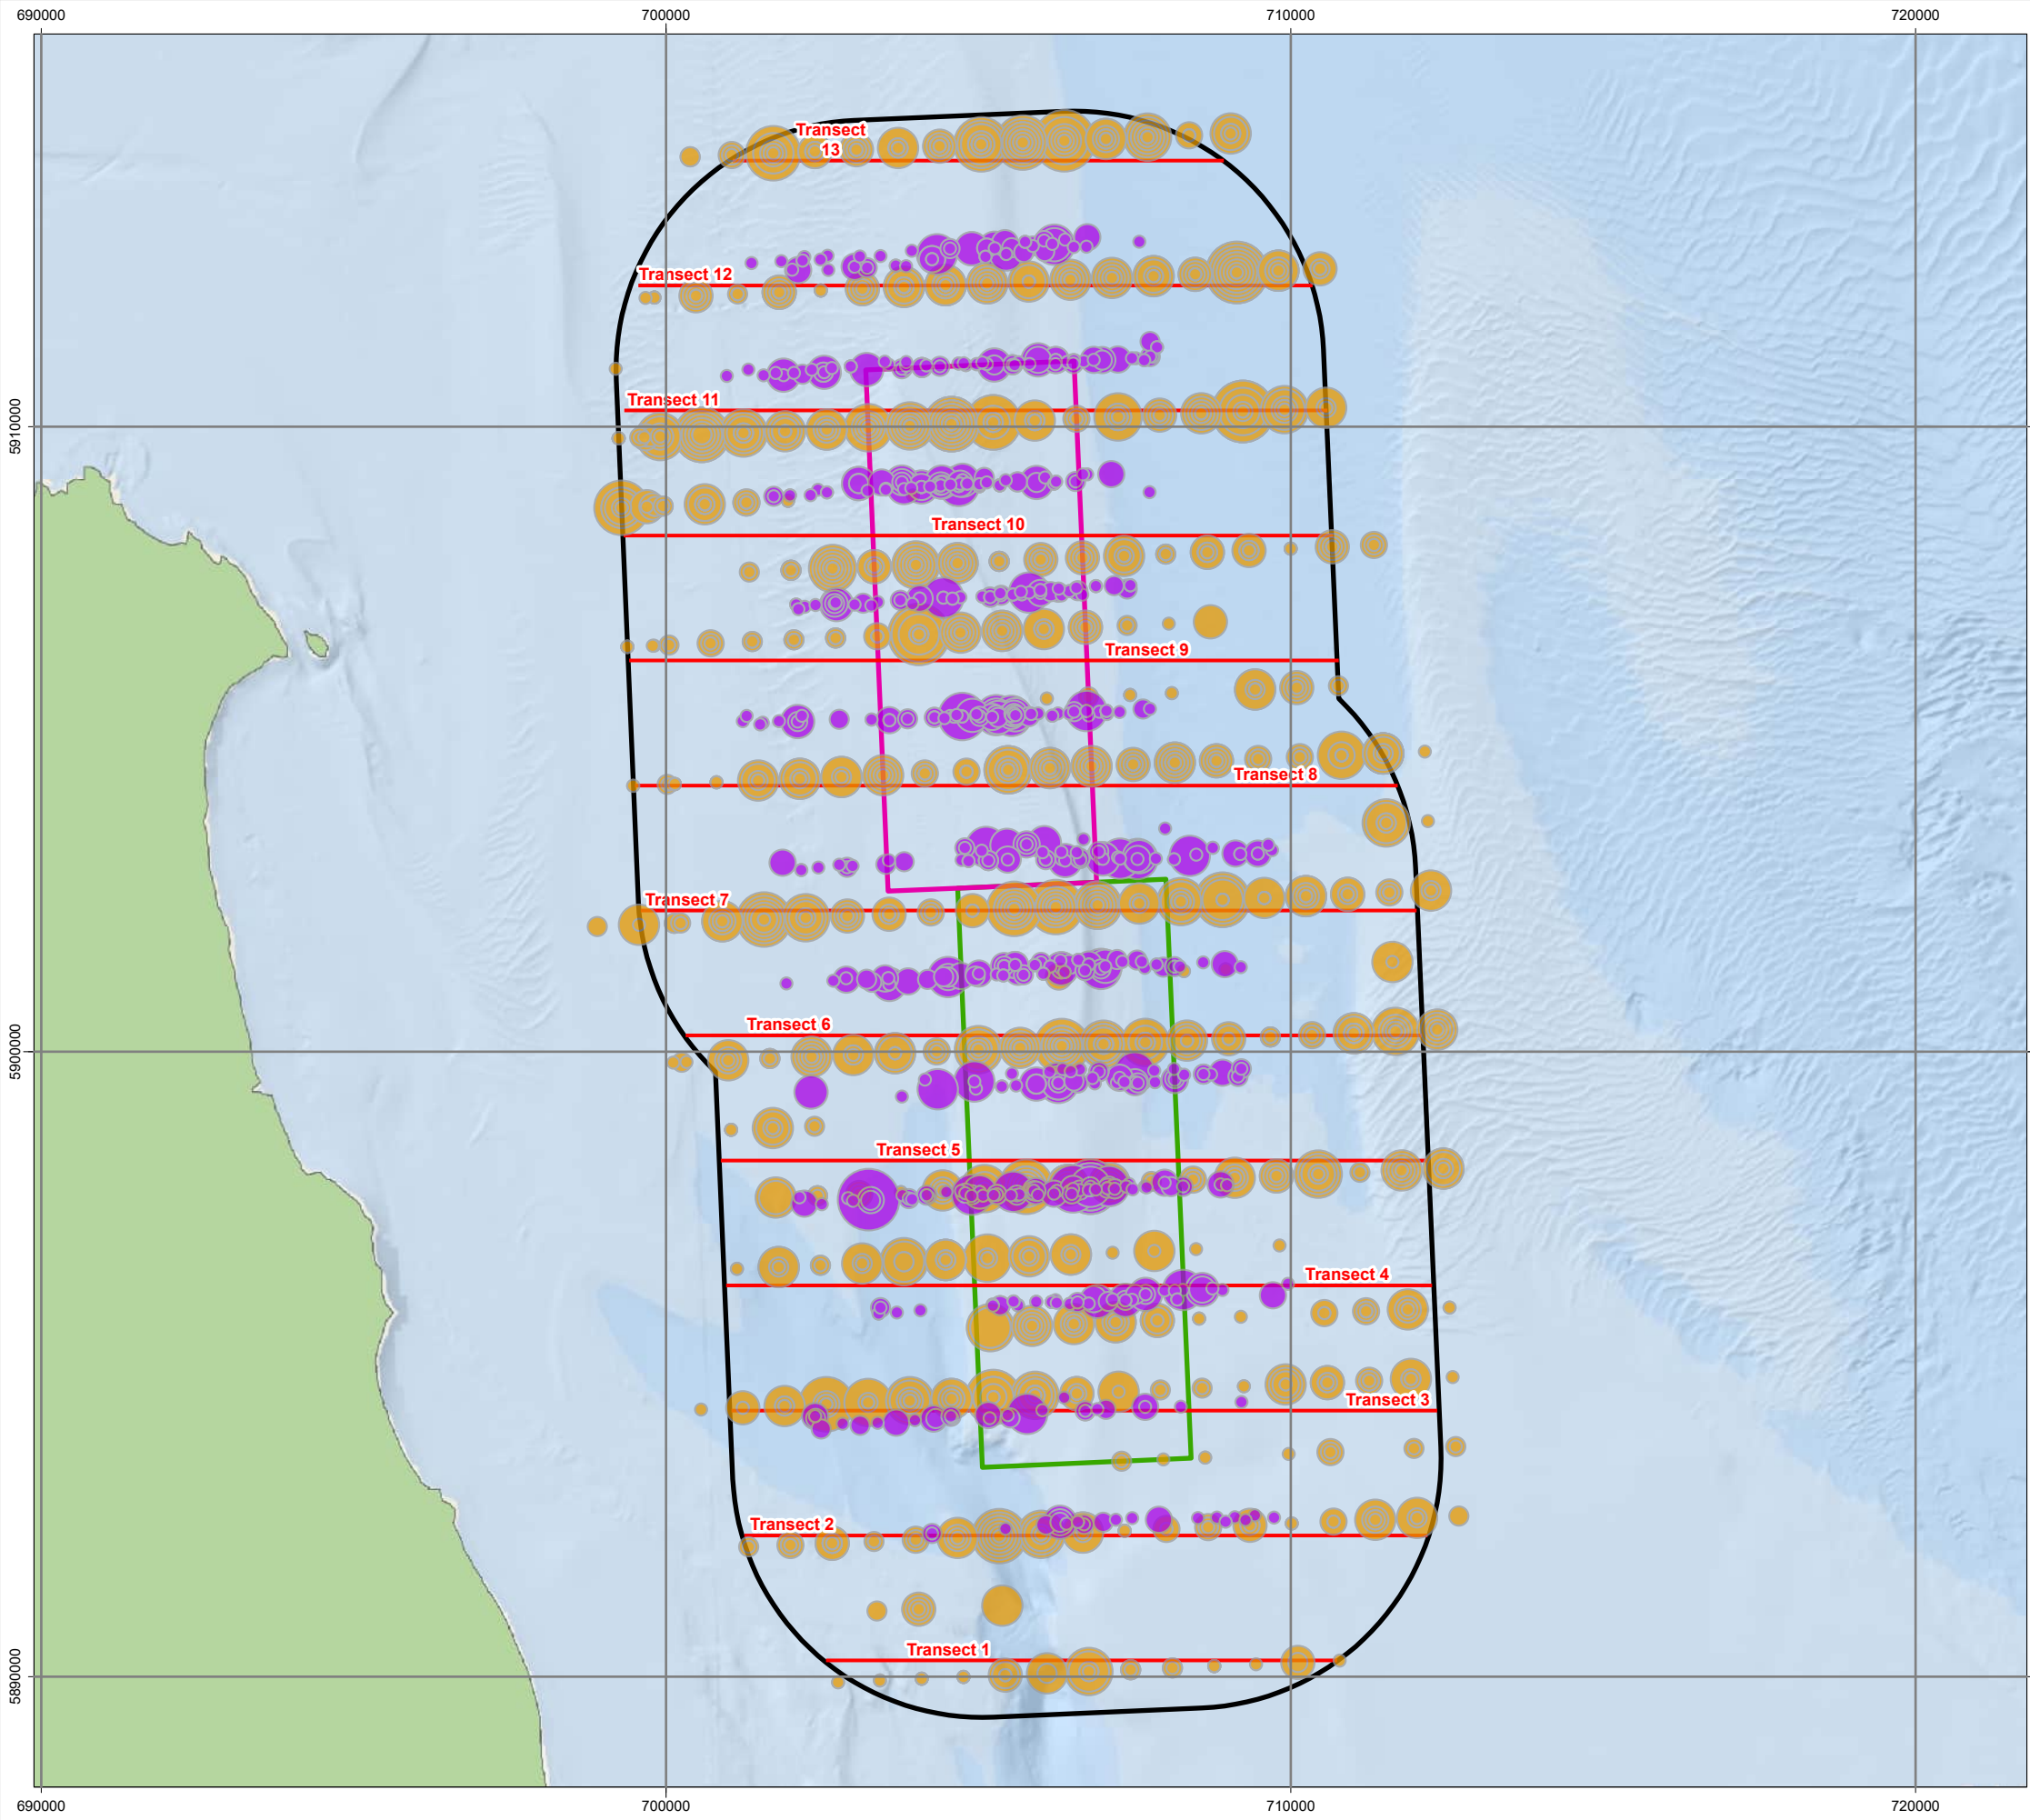 690000
700000
710000
720000
Transect
13
Transect 12
Transect 11
5910000
Transect 10
Transect 9
Transect 8
Transect 7
Transect 6
5900000
Transect 5
Transect 4
Transect 3
Transect 2
Transect 1
5890000
690000
700000
710000
720000